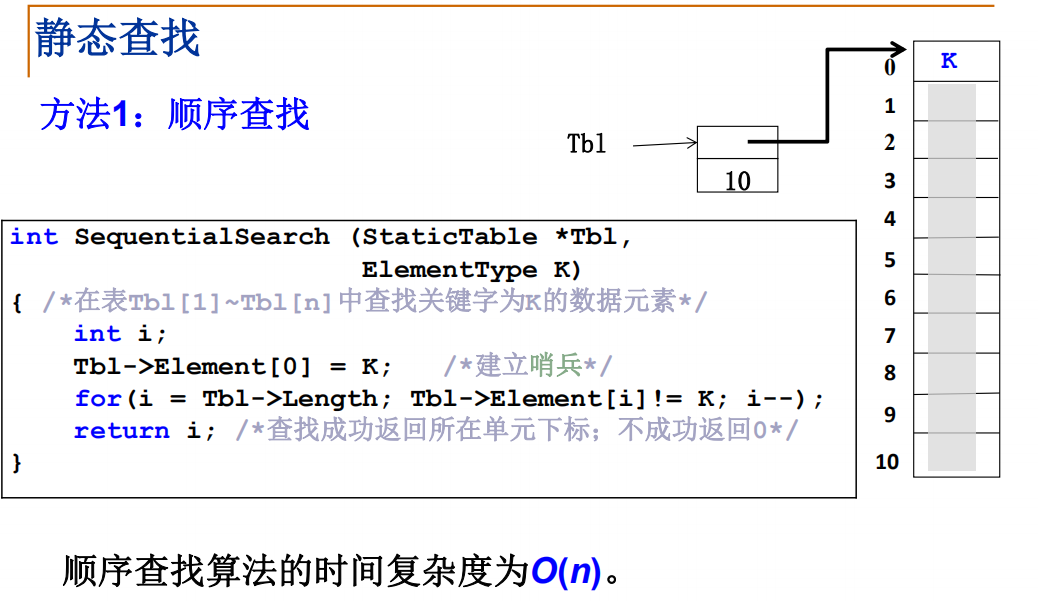 静态查找
方法1：顺序查找
Tbl
10
K
0
1
2
3
4
5
6
7
8
9
10
int SequentialSearch (StaticTable *Tbl,
ElementType K)
{ /*在表Tbl[1]~Tbl[n]中查找关键字为K的数据元素*/
int i;
Tbl->Element[0] = K; /*建立哨兵*/
for(i = Tbl->Length; Tbl->Element[i]!= K; i--);
return i; /*查找成功返回所在单元下标；不成功返回0*/
}
顺序查找算法的时间复杂度为O(n)。